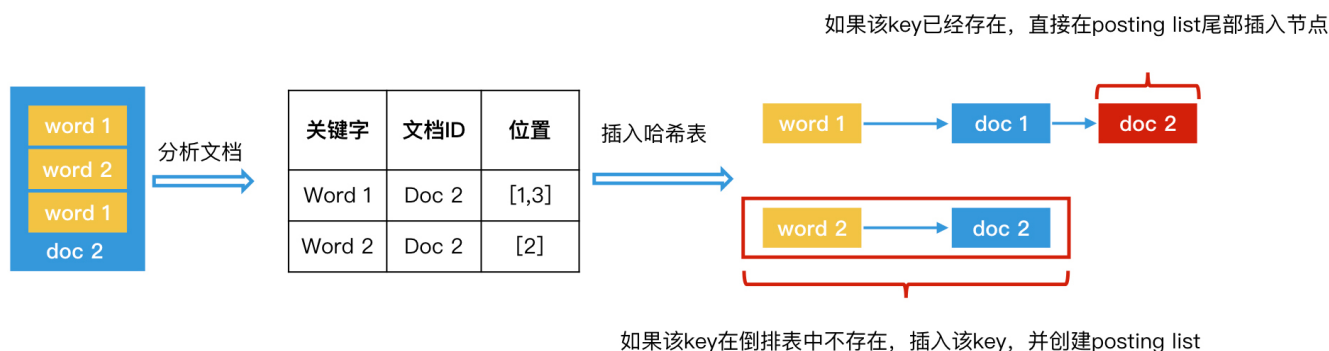 如果该key已经存在，直接在posting list尾部插入节点
word 1
word 2
word 1
doc 2
分析文档
关键字 文档ID 位置
Word 1 Doc 2 [1,3]
Word 2 Doc 2 [2]
插入哈希表
word 1 doc 1 doc 2
word 2 doc 2
如果该key在倒排表中不存在，插入该key，并创建posting list